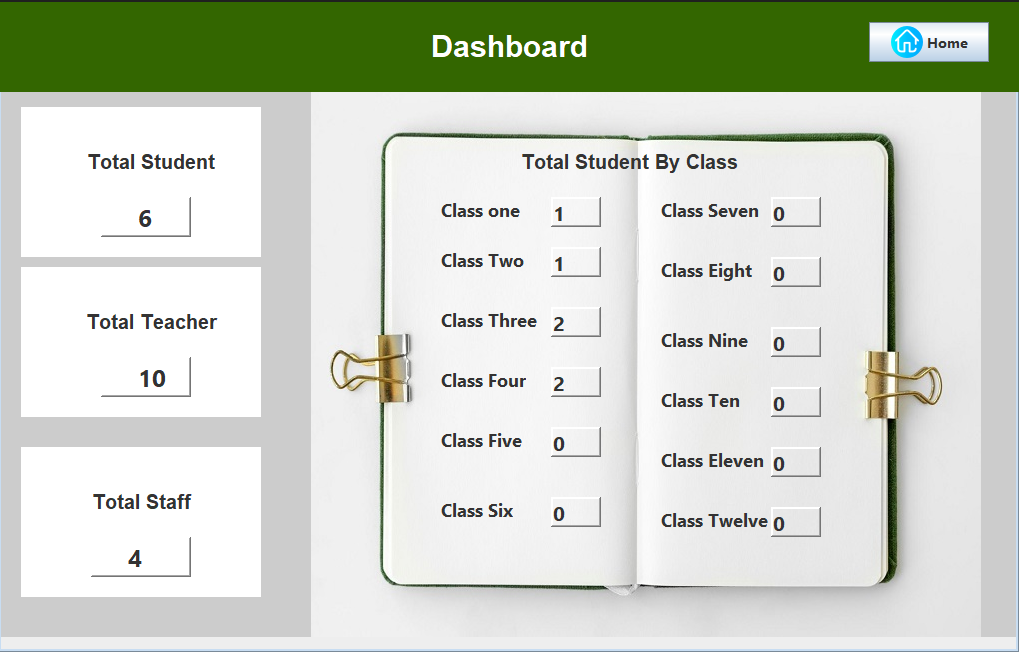 Dashboard
Home
Total Student
6
Total Teacher
10
Total Staff
4
Total Student By Class
Class one 1
Class Two 1
Class Three 2
Class Four 2
Class Five 0
Class Six 0
Class Seven 0
Class Eight 0
Class Nine 0
Class Ten 0
Class Eleven 0
Class Twelve 0